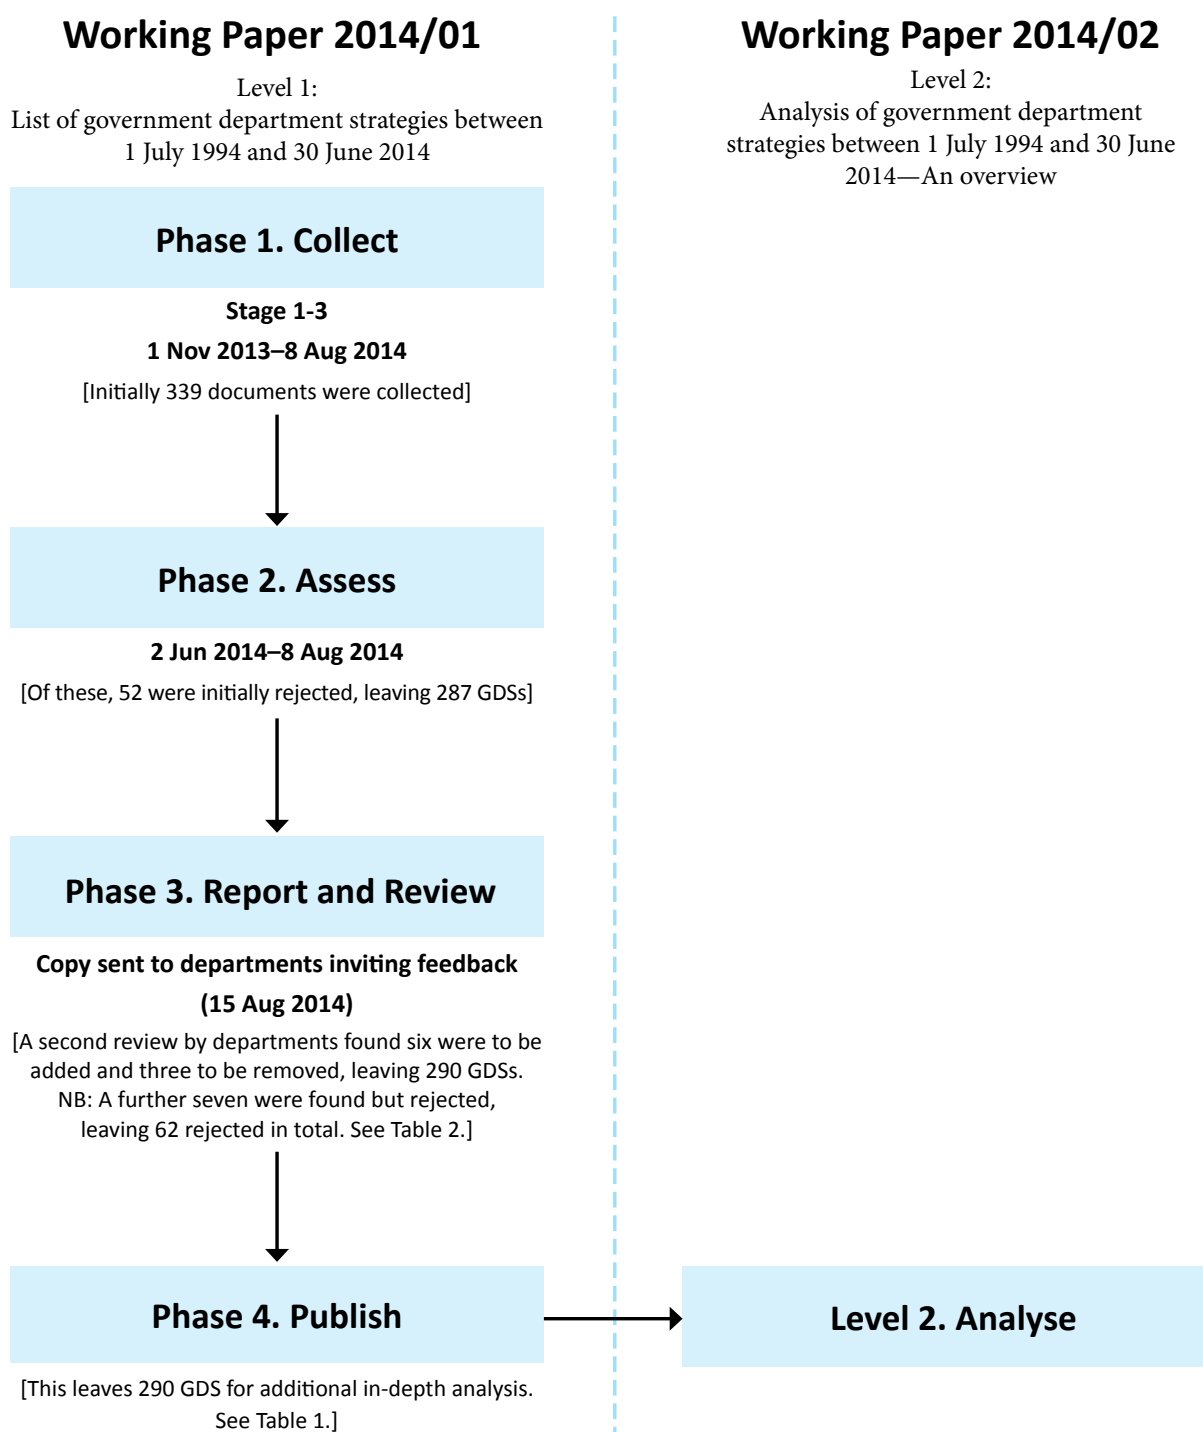 Working Paper 2014/01
Level 1:
List of government department strategies between
1 July 1994 and 30 June 2014
Working Paper 2014/02
Level 2:
Analysis of government department
strategies between 1 July 1994 and 30 June
2014—An overview
Phase 1. Collect
Stage 1-3
1 Nov 2013–8 Aug 2014
[Initially 339 documents were collected]
Phase 2. Assess
2 Jun 2014–8 Aug 2014
[Of these, 52 were initially rejected, leaving 287 GDSs]
Phase 3. Report and Review
Copy sent to departments inviting feedback
(15 Aug 2014)
[A second review by departments found six were to be
added and three to be removed, leaving 290 GDSs.
NB: A further seven were found but rejected,
leaving 62 rejected in total. See Table 2.]
Phase 4. Publish
[This leaves 290 GDS for additional in-depth analysis.
See Table 1.]
Level 2. Analyse